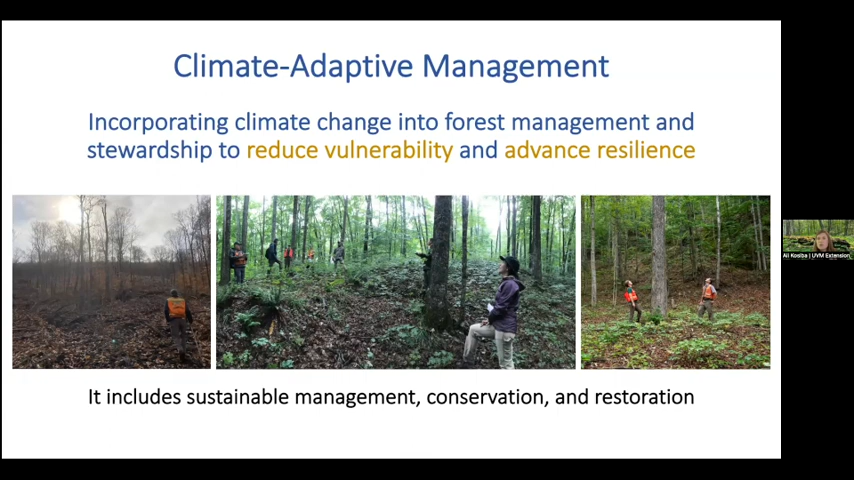 Climate-Adaptive Management
Incorporating climate change into forest management and
stewardship to reduce vulnerability and advance resilience
It includes sustainable management, conservation, and restoration
Ali Kosiba | UVM Extension